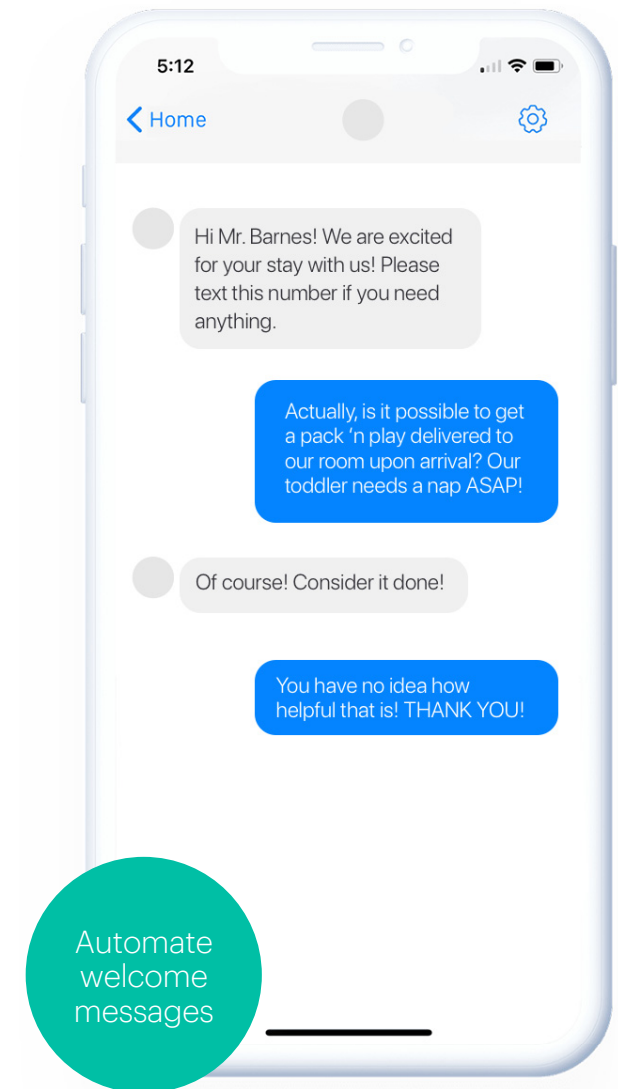 5:12
Home
Hi Mr. Barnes! We are excited
for your stay with us! Please
text this number if you need
anything.
Actually, is it possible to get
a pack ‘n play delivered to
our room upon arrival? Our
toddler needs a nap ASAP!
Of course! Consider it done!
You have no idea how
helpful that is! THANK YOU!
Automate
welcome
messages